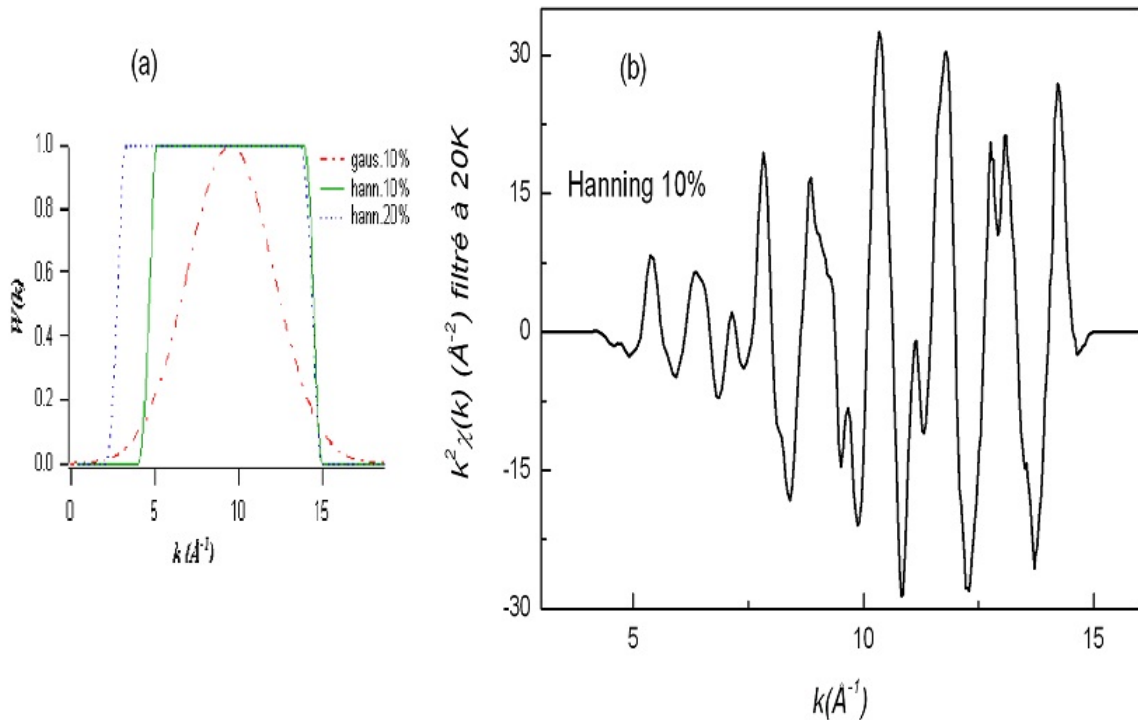 (a)
1.0
0.8
0.6
0.4
0.2
0.0
W(k)
0 5 10 15
k (Å⁻¹)
gaus.10%
hann.10%
hann.20%
(b)
30
15
0
-15
-30
k² χ(k) (Å⁻²) filtré à 20K
Hanning 10%
5 10 15
k(Å⁻¹)